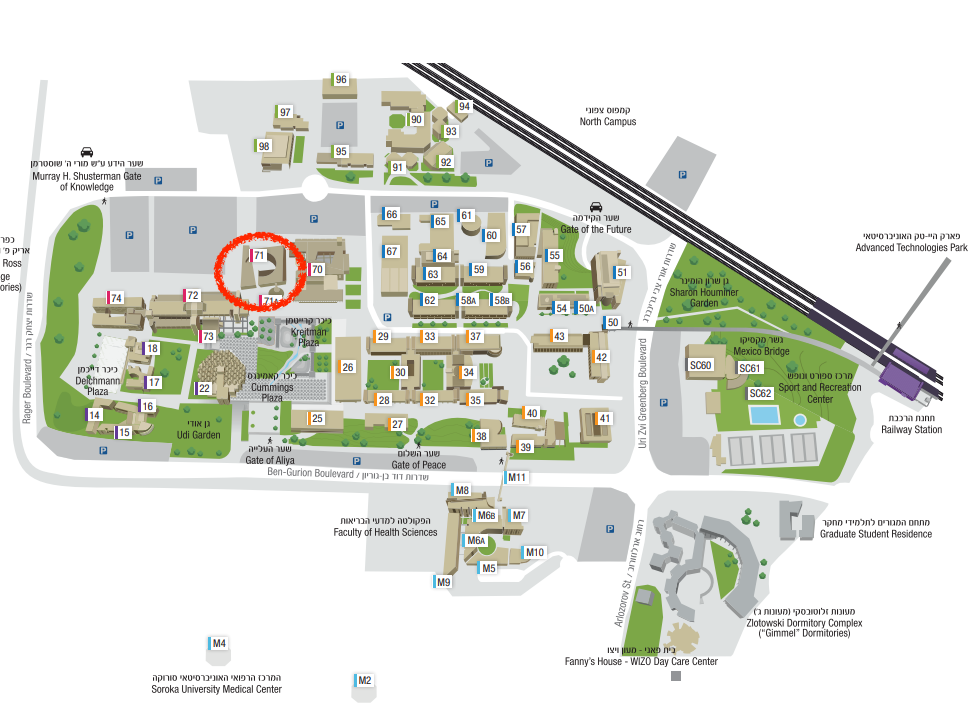 96
97
98
95
90
94
93
92
91
P
P
קמפוס צפוני
North Campus
P
שער הידע ע"ש מורי ה' שוסטרמן
Murray H. Shusterman Gate
of Knowledge
P
P
P
P
P
66
65
61
60
67
64
63
59
57
56
55
62
58A
58B
54
50A
50
51
שער הקידמה
Gate of the Future
פארק היי-טק האוניברסיטאי
Advanced Technologies Park
כפר
אריק פ'
Ross
ge
ories)
71
70
71A
74
72
73
גן שרון הומינר
Sharon Hourniner
Garden
שדרות יצחק רגר / Rager Boulevard
שדרות אורי צבי גרינברג
Uri Zvi Greenberg Boulevard
כיכר קרייטמן
Kreitman
Plaza
P
29
33
37
43
42
26
30
34
28
32
35
25
27
38
40
39
41
גשר מקסיקו
Mexico Bridge
SC60
SC61
SC62
מרכז ספורט ונופש
Sport and Recreation
Center
P
תחנת הרכבת
Railway Station
18
17
כיכר דייכמן
Deichmann
Plaza
22
כיכר קאמינגס
Cummings
Plaza
14
16
15
גן אודי
Udi Garden
P
שער העלייה
Gate of Aliya
P
שער השלום
Gate of Peace
Ben-Gurion Boulevard / שדרות דוד בן-גוריון
M11
M8
M6B
M7
M6A
M10
M5
M9
הפקולטה למדעי הבריאות
Faculty of Health Sciences
P
רחוב ארלוזורוב / Arlozorov St.
מתחם המגורים לתלמידי מחקר
Graduate Student Residence
מעונות זלוטובסקי (מעונות ג')
Zlotowski Dormitory Complex
("Gimmel" Dormitories)
בית פאני - מעון ויצו
Fanny's House - WIZO Day Care Center
M4
המרכז הרפואי האוניברסיטאי סורוקה
Soroka University Medical Center
M2